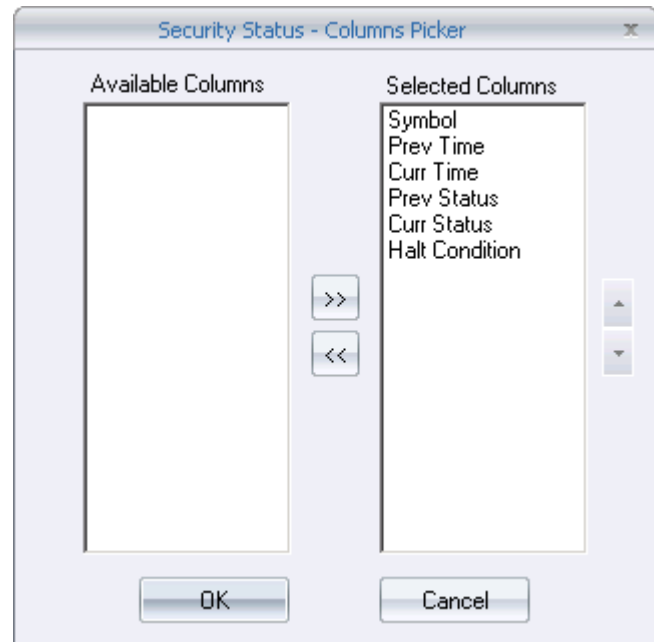 Security Status - Columns Picker
x
Available Columns
Selected Columns
Symbol
Prev Time
Curr Time
Prev Status
Curr Status
Halt Condition
>>
<<
OK
Cancel